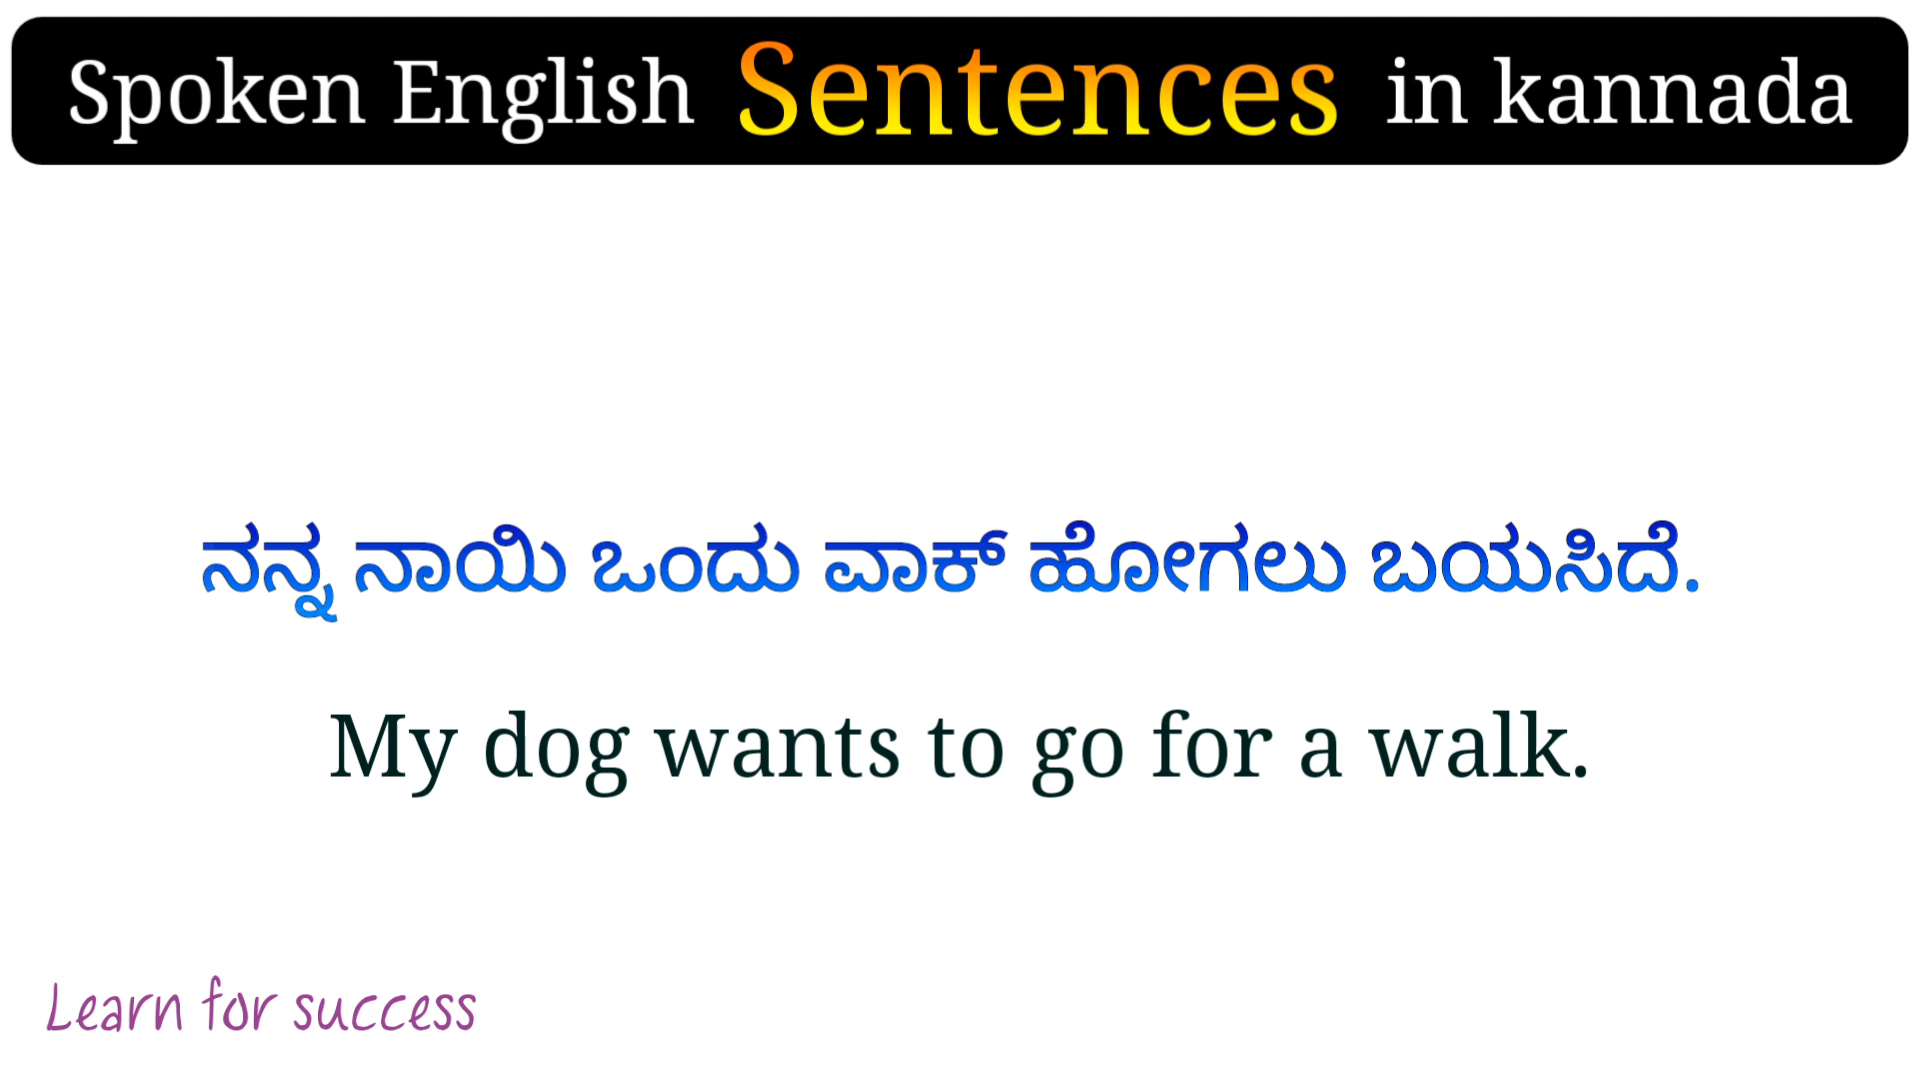 Spoken English Sentences in kannada
ನನ್ನ ನಾಯಿ ಒಂದು ವಾಕ್ ಹೋಗಲು ಬಯಸಿದೆ.
My dog wants to go for a walk.
Learn for success